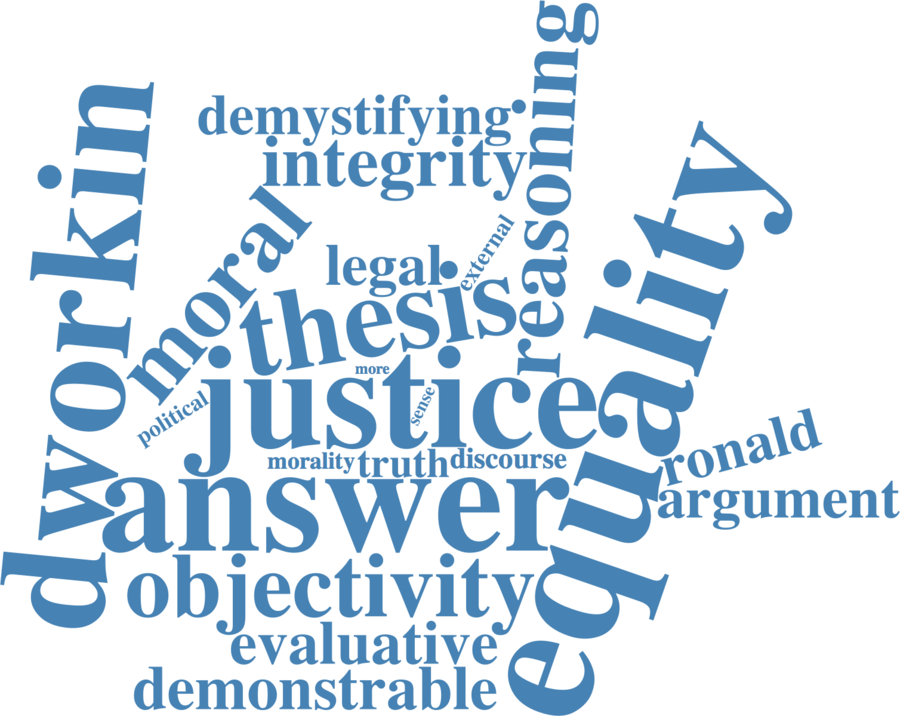 demystifying
integrity
reasoning
dworkin
moral
legal
external
thesis
equality
more
justice
sense
political
morality
truth
discourse
ronald
answer
argument
objectivity
evaluative
demonstrable